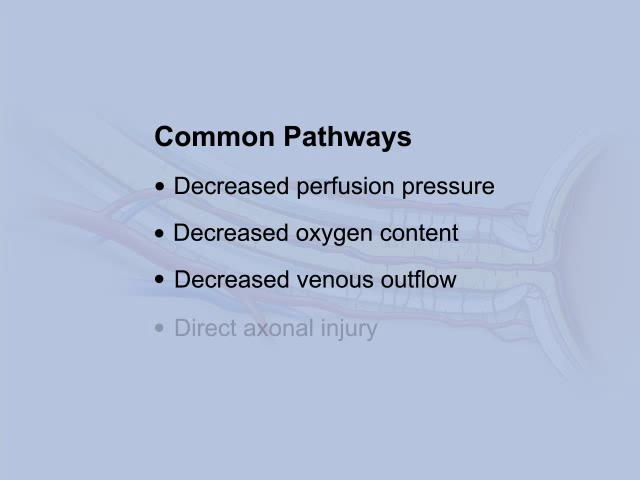 Common Pathways
• Decreased perfusion pressure
• Decreased oxygen content
• Decreased venous outflow
• Direct axonal injury